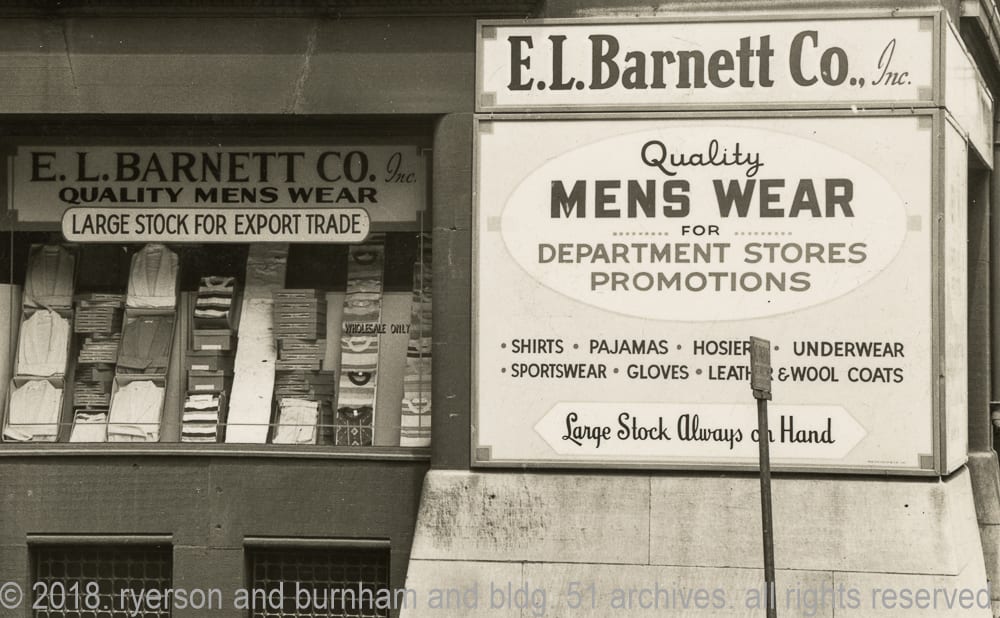 E.L. Barnett Co., Inc.
Quality
MENS WEAR
FOR
DEPARTMENT STORES
PROMOTIONS
• SHIRTS • PAJAMAS • HOSIERY • UNDERWEAR
• SPORTSWEAR • GLOVES • LEATHER & WOOL COATS
Large Stock Always on Hand
E. L. BARNETT CO. Inc.
QUALITY MENS WEAR
LARGE STOCK FOR EXPORT TRADE
WHOLESALE ONLY
© 2018. ryerson and burnham and bldg. 51 archives. all rights reserved